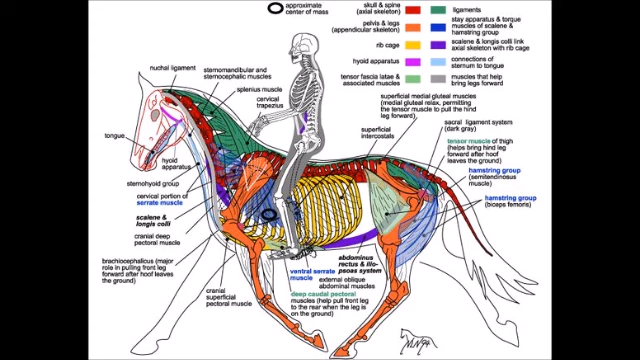 approximate
center of mass
skull & spine
(axial skeleton)
pelvis & legs
(appendicular skeleton)
rib cage
hyoid apparatus
tensor fascia latae &
associated muscles
ligaments
stay apparatus & torque
muscles of scalene &
hamstring group
scalene & longis colli link
axial skeleton with rib cage
connections of
sternum to tongue
muscles that help
bring legs forward
nuchal ligament
sternomandibular and
sternocephalic muscles
splenius muscle
cervical
trapezius
superficial medial gluteal muscles
(medial gluteal relax, permitting
the tensor muscle to pull the hind
leg forward)
superficial
intercostals
sacral ligament system
(dark gray)
tensor muscle of thigh
(helps bring hind leg
forward after hoof
leaves the ground)
hamstring group
(semitendinosus
muscle)
hamstring group
(biceps femoris)
tongue
hyoid
apparatus
sternohyoid group
cervical portion of
serrate muscle
scalene &
longis colli
cranial deep
pectoral muscle
brachiocephalicus (major
role in pulling front leg
forward after hoof leaves
the ground)
cranial
superficial
pectoral muscle
ventral serrate
muscle
abdominus
rectus & ilio-
psoas system
external oblique
abdominal muscles
deep caudal pectoral
muscles (help pull front leg
to the rear when the leg is
on the ground)